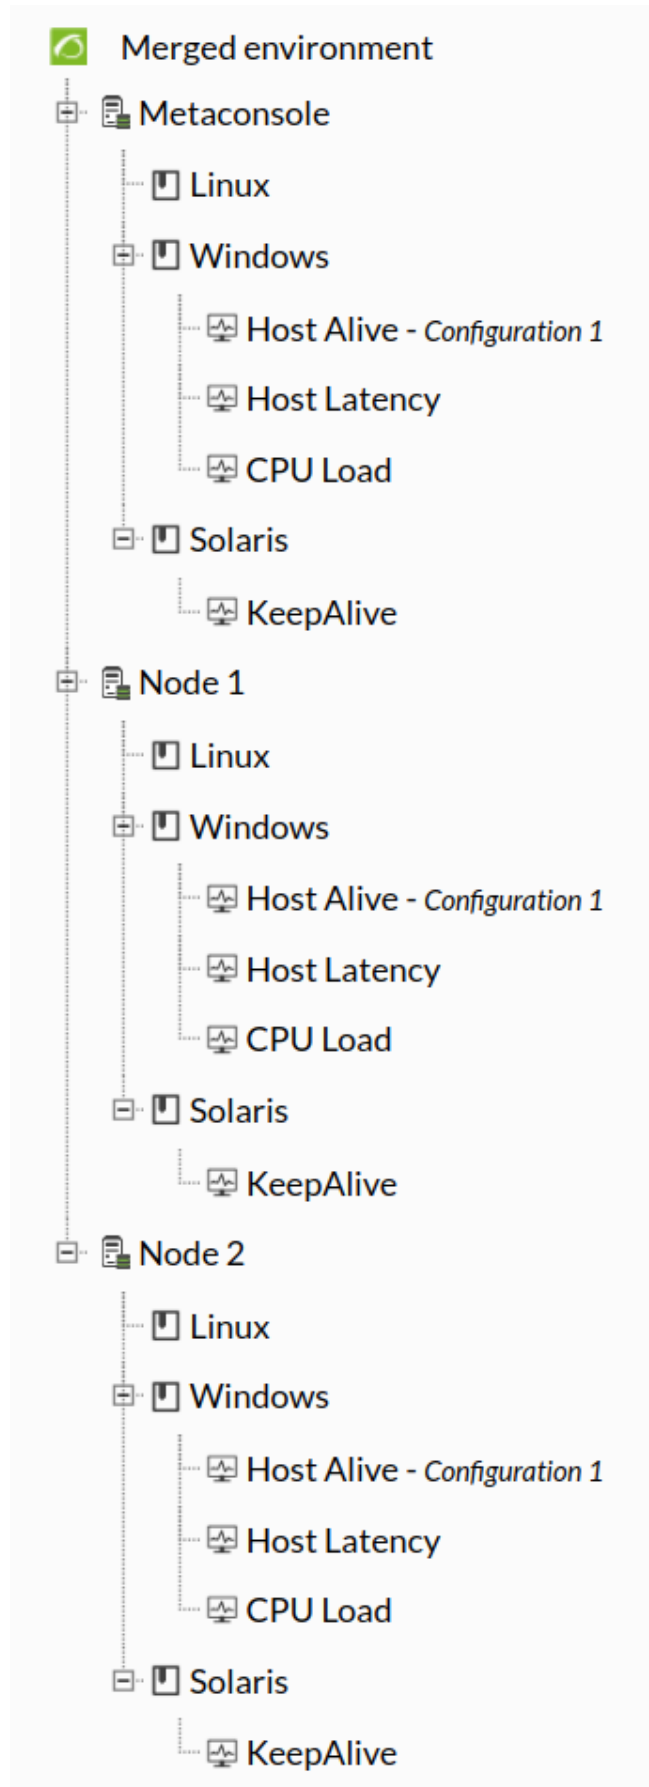 Merged environment
Metaconsole
Linux
Windows
Host Alive - Configuration 1
Host Latency
CPU Load
Solaris
KeepAlive
Node 1
Linux
Windows
Host Alive - Configuration 1
Host Latency
CPU Load
Solaris
KeepAlive
Node 2
Linux
Windows
Host Alive - Configuration 1
Host Latency
CPU Load
Solaris
KeepAlive